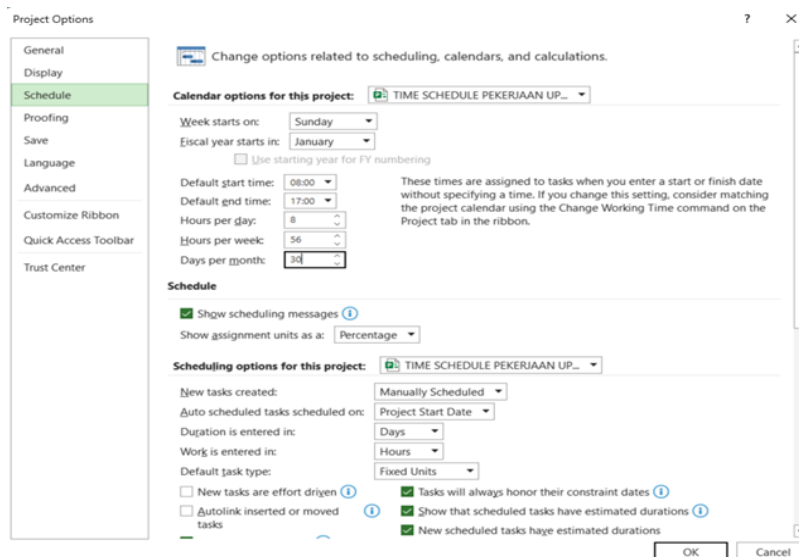 Project Options
? ×
General
Display
Schedule
Proofing
Save
Language
Advanced
Customize Ribbon
Quick Access Toolbar
Trust Center
Change options related to scheduling, calendars, and calculations.
Calendar options for this project: TIME SCHEDULE PEKERJAAN UP...
Week starts on: Sunday
Fiscal year starts in: January
Use starting year for FY numbering
Default start time: 08:00
Default end time: 17:00
Hours per day: 8
Hours per week: 56
Days per month: 30
These times are assigned to tasks when you enter a start or finish date
without specifying a time. If you change this setting, consider matching
the project calendar using the Change Working Time command on the
Project tab in the ribbon.
Schedule
Show scheduling messages
Show assignment units as a: Percentage
Scheduling options for this project: TIME SCHEDULE PEKERJAAN UP...
New tasks created: Manually Scheduled
Auto scheduled tasks scheduled on: Project Start Date
Duration is entered in: Days
Work is entered in: Hours
Default task type: Fixed Units
New tasks are effort driven
Tasks will always honor their constraint dates
Autolink inserted or moved
tasks
Show that scheduled tasks have estimated durations
New scheduled tasks have estimated durations
OK
Cancel